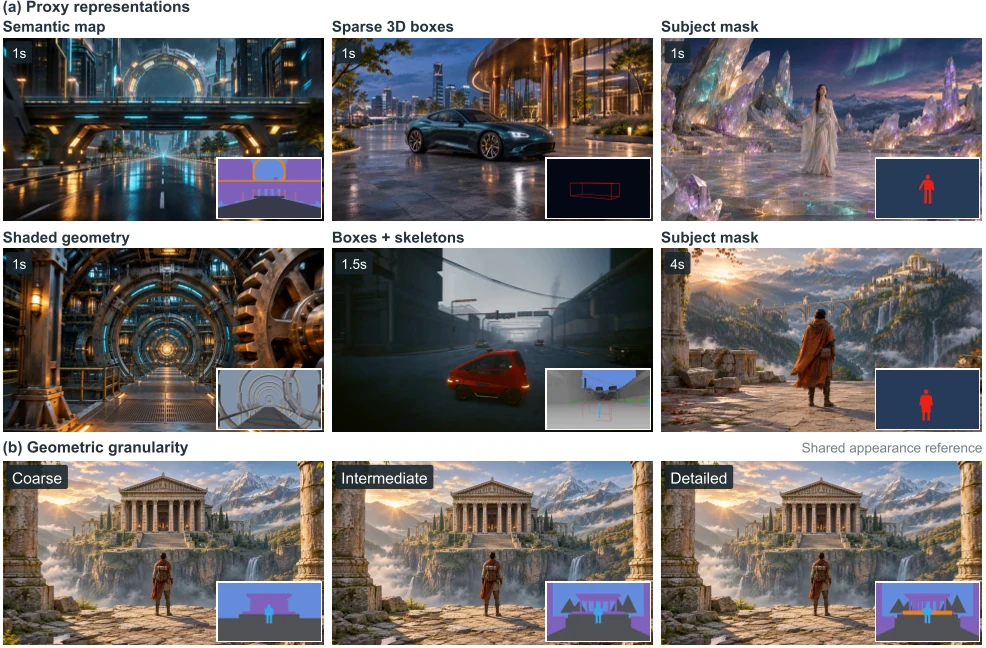 (a) Proxy representations
Semantic map
Sparse 3D boxes
Subject mask
1s
1s
1s
Shaded geometry
Boxes + skeletons
Subject mask
1s
1.5s
4s
(b) Geometric granularity
Shared appearance reference
Coarse
Intermediate
Detailed